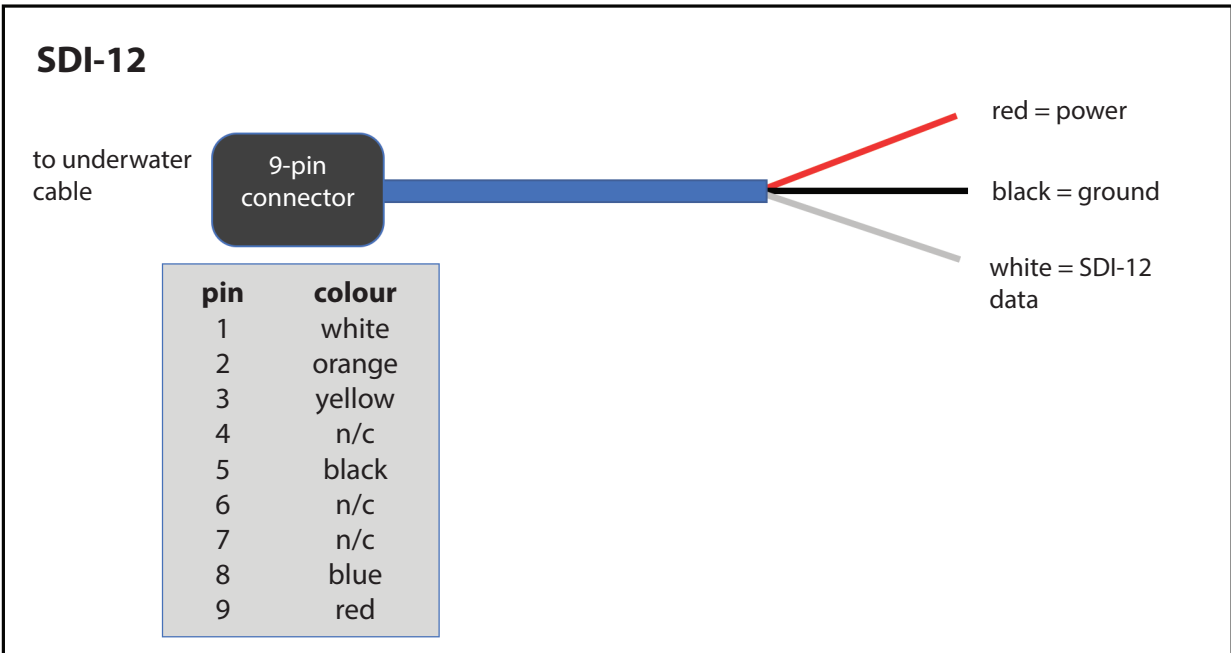 SDI-12
to underwater
cable
9-pin
connector
red = power
black = ground
white = SDI-12
data
pin colour
1 white
2 orange
3 yellow
4 n/c
5 black
6 n/c
7 n/c
8 blue
9 red